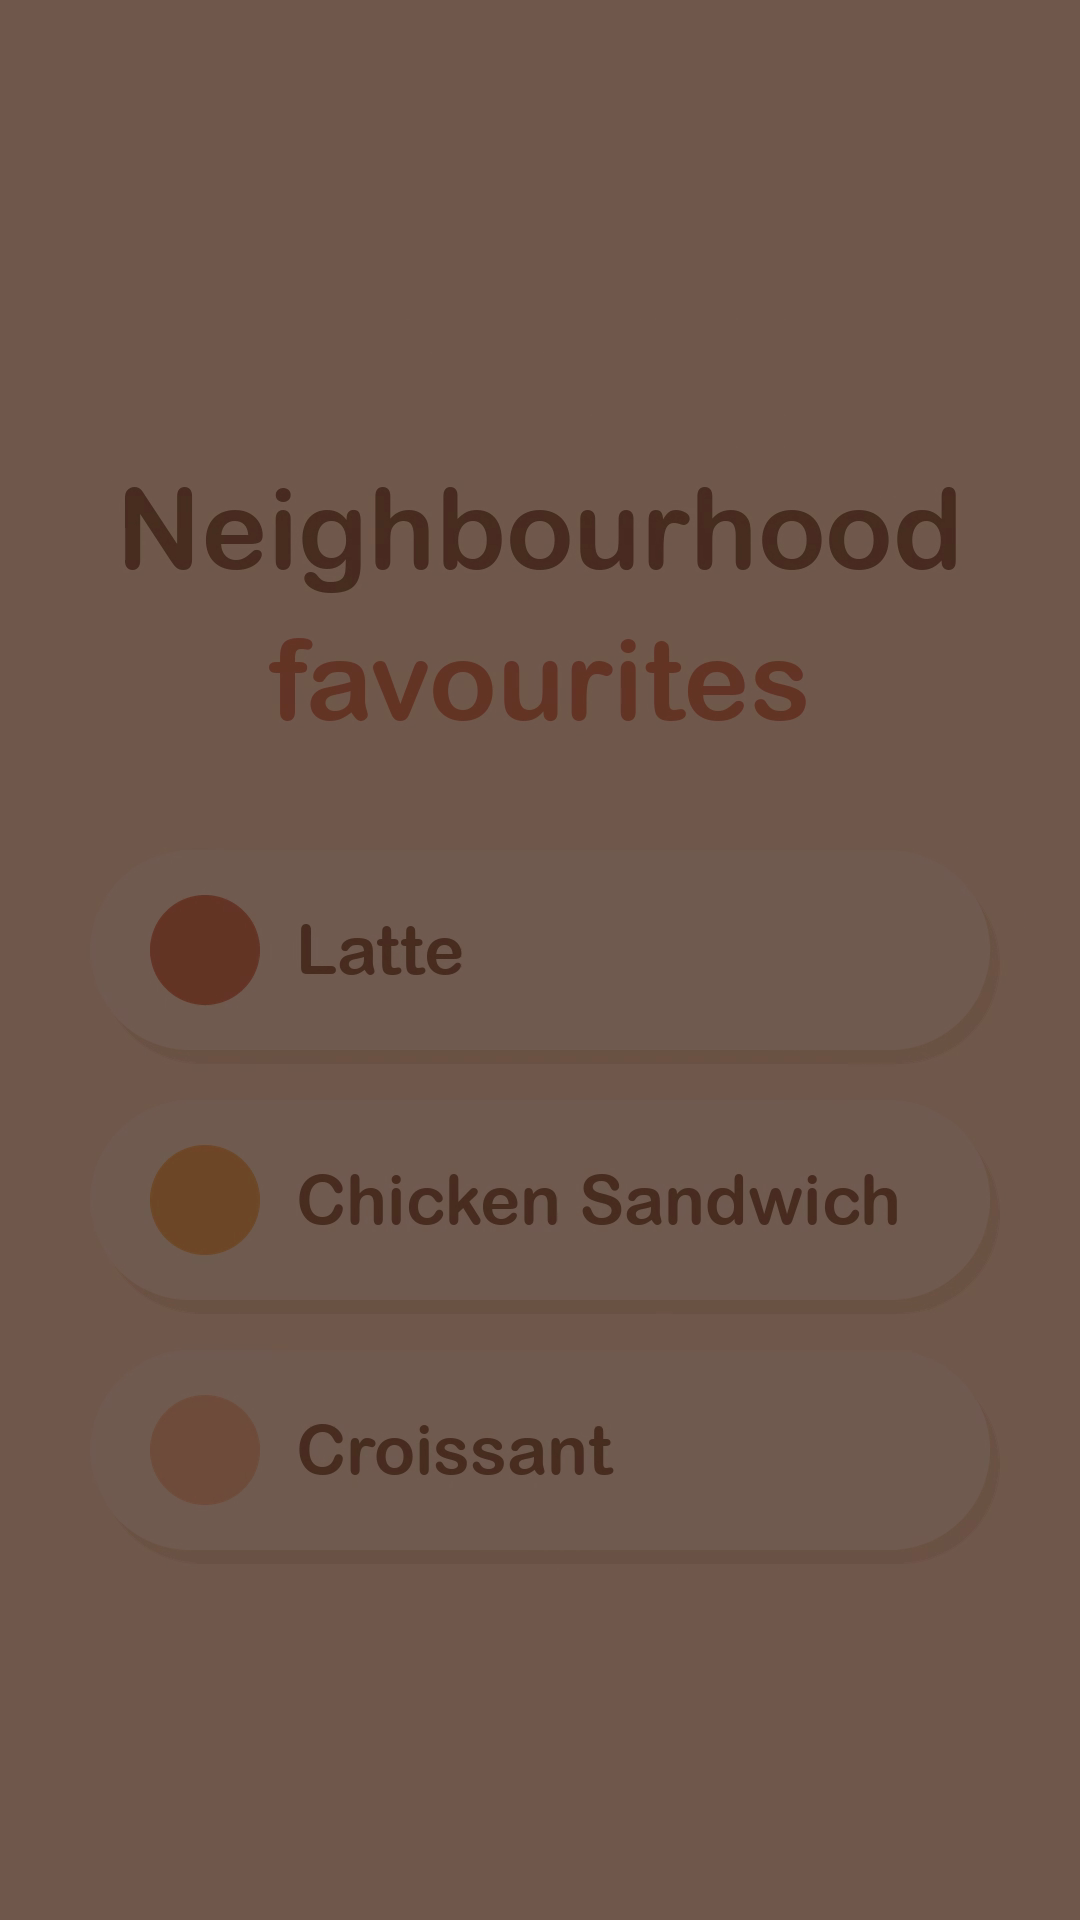 Neighbourhood
favourites
Latte
Chicken Sandwich
Croissant